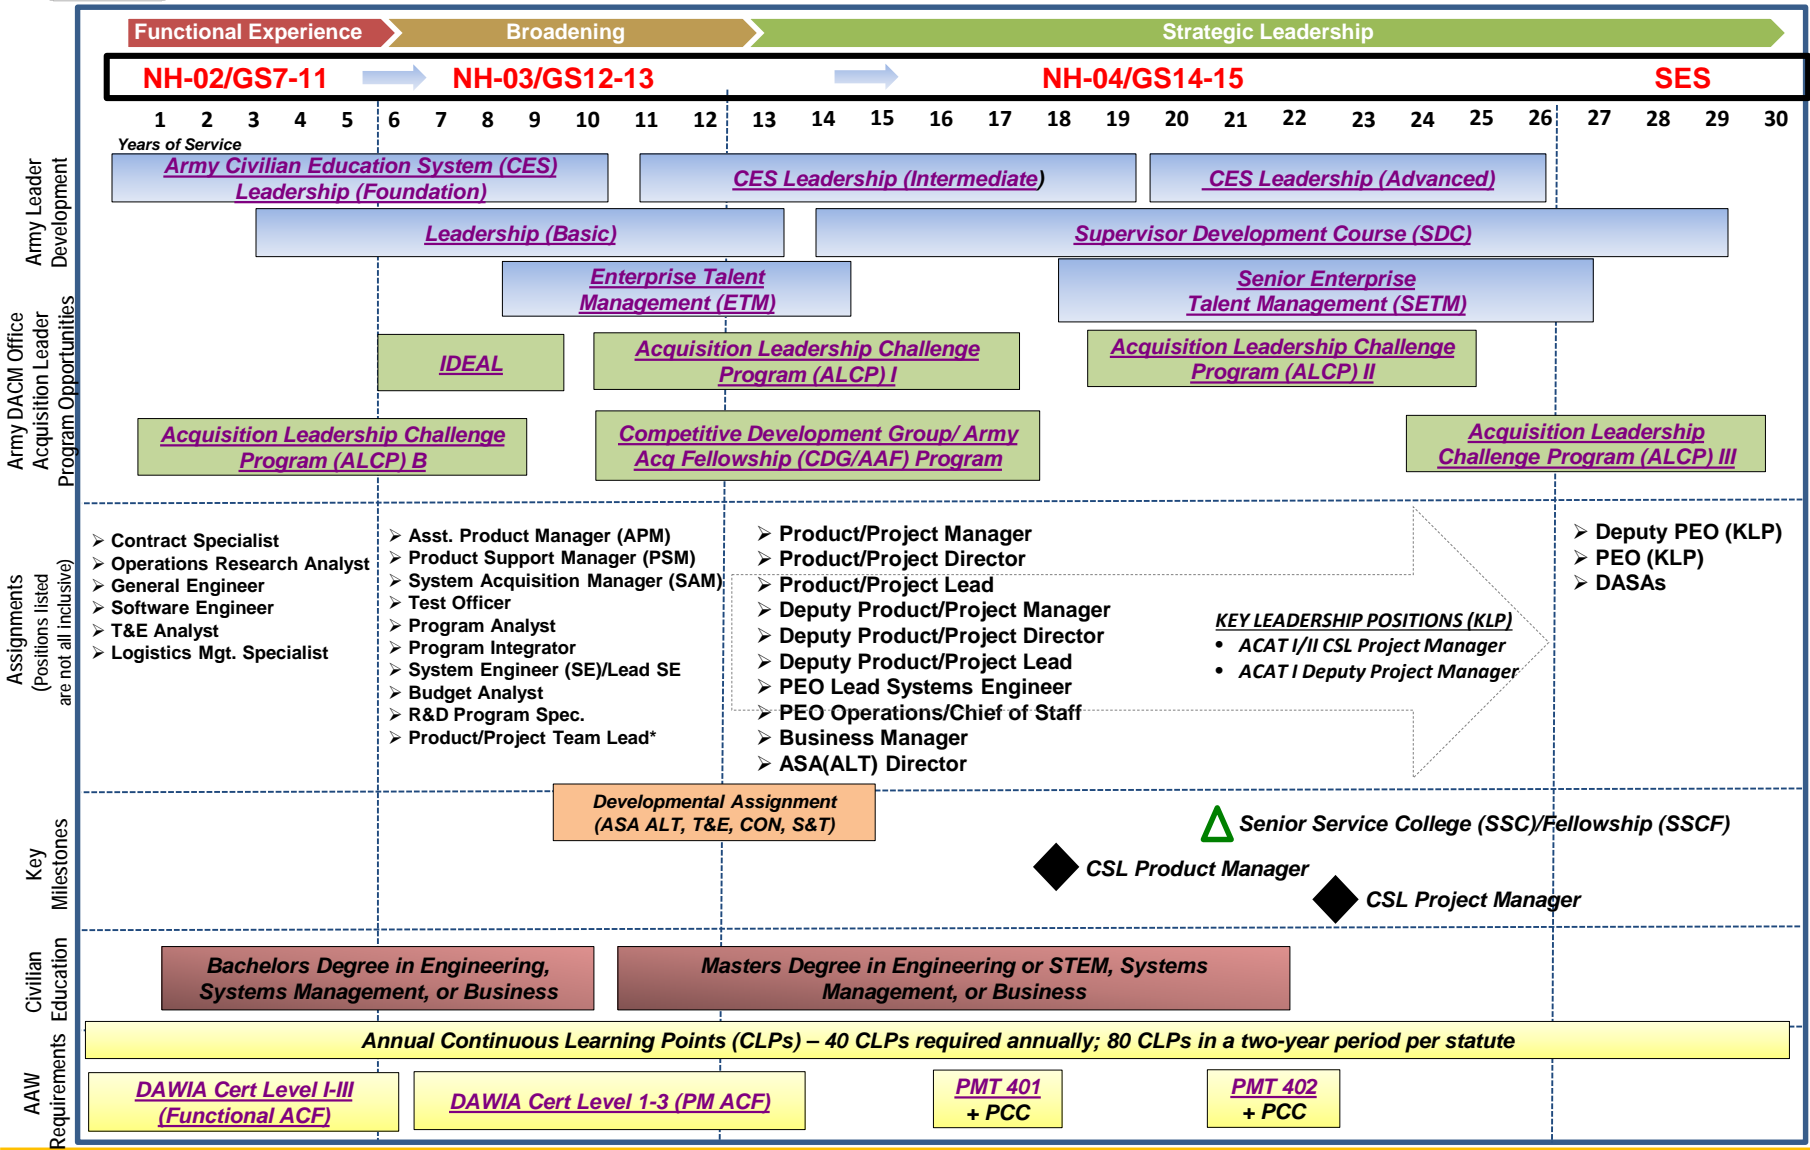 Functional Experience
Broadening
Strategic Leadership
NH-02/GS7-11
NH-03/GS12-13
NH-04/GS14-15
SES
1 2 3 4 5 6 7 8 9 10 11 12 13 14 15 16 17 18 19 20 21 22 23 24 25 26 27 28 29 30
Years of Service
Army Leader
Development
Army Civilian Education System (CES)
Leadership (Foundation)
CES Leadership (Intermediate)
CES Leadership (Advanced)
Leadership (Basic)
Supervisor Development Course (SDC)
Enterprise Talent
Management (ETM)
Senior Enterprise
Talent Management (SETM)
Army DACM Office
Acquisition Leader
Program Opportunities
IDEAL
Acquisition Leadership Challenge
Program (ALCP) I
Acquisition Leadership Challenge
Program (ALCP) II
Acquisition Leadership Challenge
Program (ALCP) B
Competitive Development Group/ Army
Acq Fellowship (CDG/AAF) Program
Acquisition Leadership
Challenge Program (ALCP) III
Assignments
(Positions listed
are not all inclusive)
➢ Contract Specialist
➢ Operations Research Analyst
➢ General Engineer
➢ Software Engineer
➢ T&E Analyst
➢ Logistics Mgt. Specialist
➢ Asst. Product Manager (APM)
➢ Product Support Manager (PSM)
➢ System Acquisition Manager (SAM)
➢ Test Officer
➢ Program Analyst
➢ Program Integrator
➢ System Engineer (SE)/Lead SE
➢ Budget Analyst
➢ R&D Program Spec.
➢ Product/Project Team Lead*
➢ Product/Project Manager
➢ Product/Project Director
➢ Product/Project Lead
➢ Deputy Product/Project Manager
➢ Deputy Product/Project Director
➢ Deputy Product/Project Lead
➢ PEO Lead Systems Engineer
➢ PEO Operations/Chief of Staff
➢ Business Manager
➢ ASA(ALT) Director
KEY LEADERSHIP POSITIONS (KLP)
• ACAT I/II CSL Project Manager
• ACAT I Deputy Project Manager
➢ Deputy PEO (KLP)
➢ PEO (KLP)
➢ DASAs
Key
Milestones
Developmental Assignment
(ASA ALT, T&E, CON, S&T)
Senior Service College (SSC)/Fellowship (SSCF)
CSL Product Manager
CSL Project Manager
Civilian
Education
Bachelors Degree in Engineering,
Systems Management, or Business
Masters Degree in Engineering or STEM, Systems
Management, or Business
AAW
Requirements
Annual Continuous Learning Points (CLPs) – 40 CLPs required annually; 80 CLPs in a two-year period per statute
DAWIA Cert Level I-III
(Functional ACF)
DAWIA Cert Level 1-3 (PM ACF)
PMT 401
+ PCC
PMT 402
+ PCC